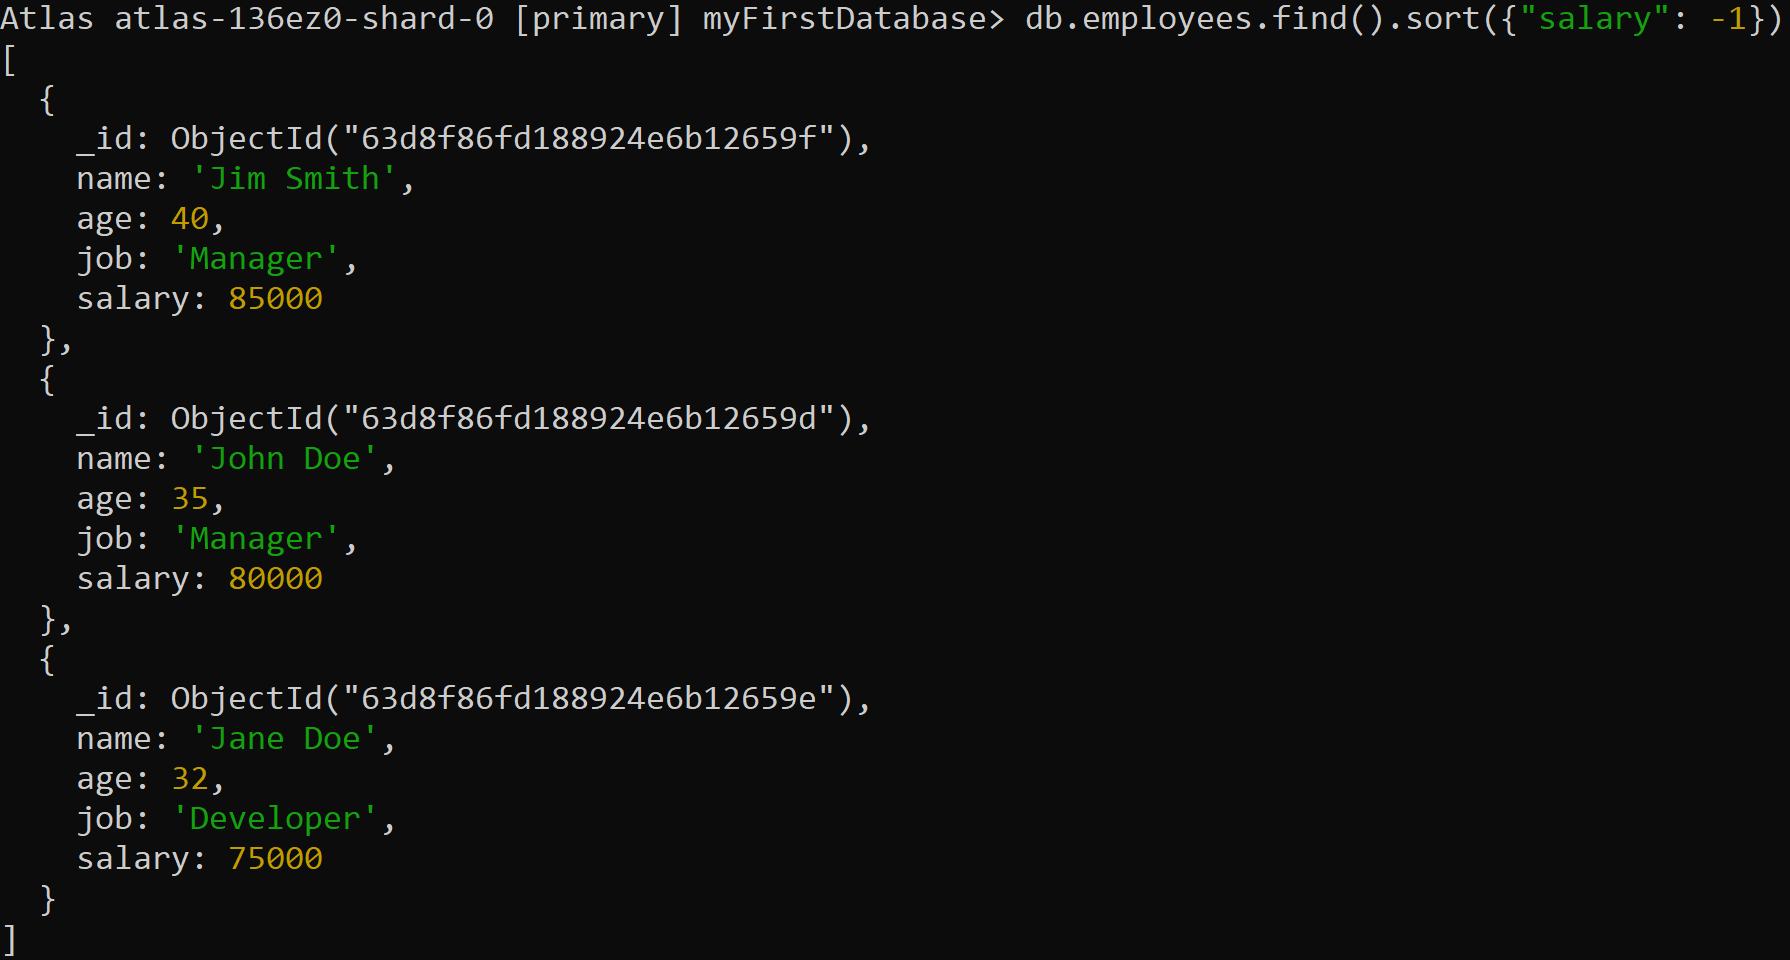 Atlas atlas-136ez0-shard-0 [primary] myFirstDatabase> db.employees.find().sort({"salary": -1})
[
  {
    _id: ObjectId("63d8f86fd188924e6b12659f"),
    name: 'Jim Smith',
    age: 40,
    job: 'Manager',
    salary: 85000
  },
  {
    _id: ObjectId("63d8f86fd188924e6b12659d"),
    name: 'John Doe',
    age: 35,
    job: 'Manager',
    salary: 80000
  },
  {
    _id: ObjectId("63d8f86fd188924e6b12659e"),
    name: 'Jane Doe',
    age: 32,
    job: 'Developer',
    salary: 75000
  }
]